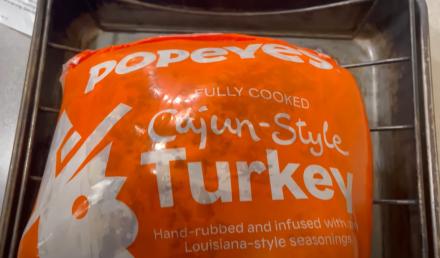 POPEYES
FULLY COOKED
Cajun-Style
Turkey
Hand-rubbed and infused with
Louisiana-style seasonings